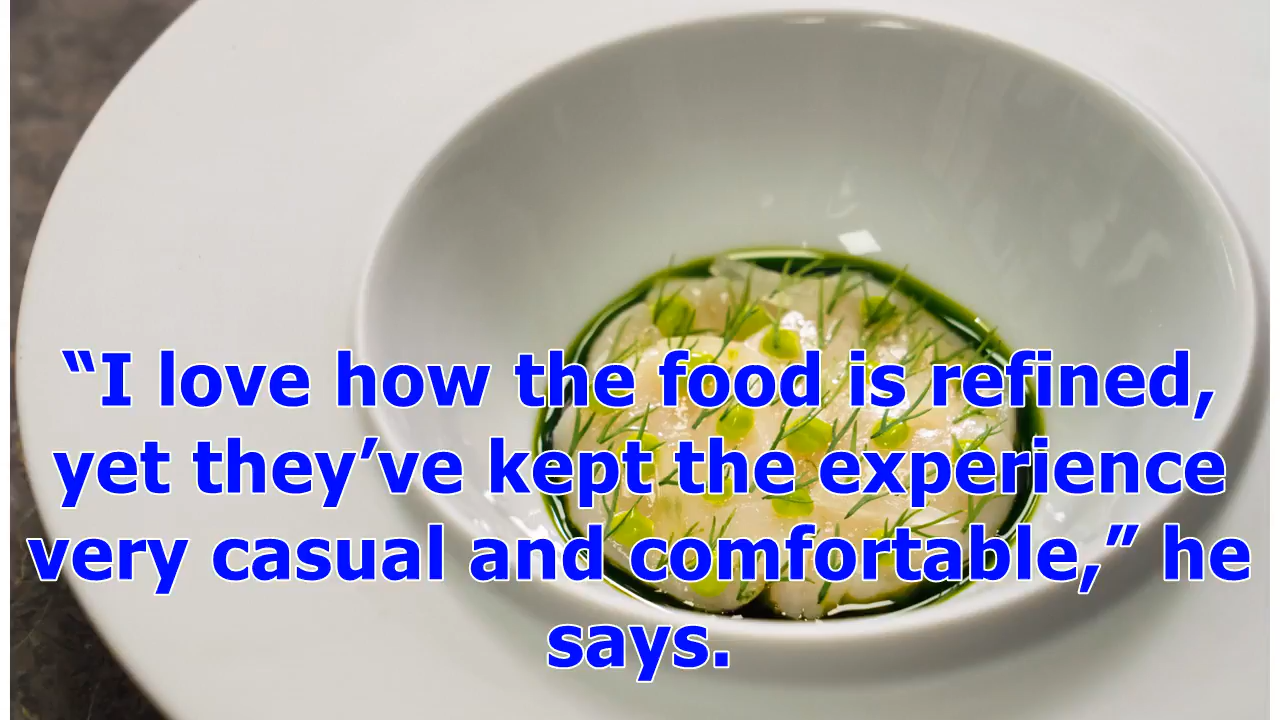 “I love how the food is refined,
yet they’ve kept the experience
very casual and comfortable,” he
says.